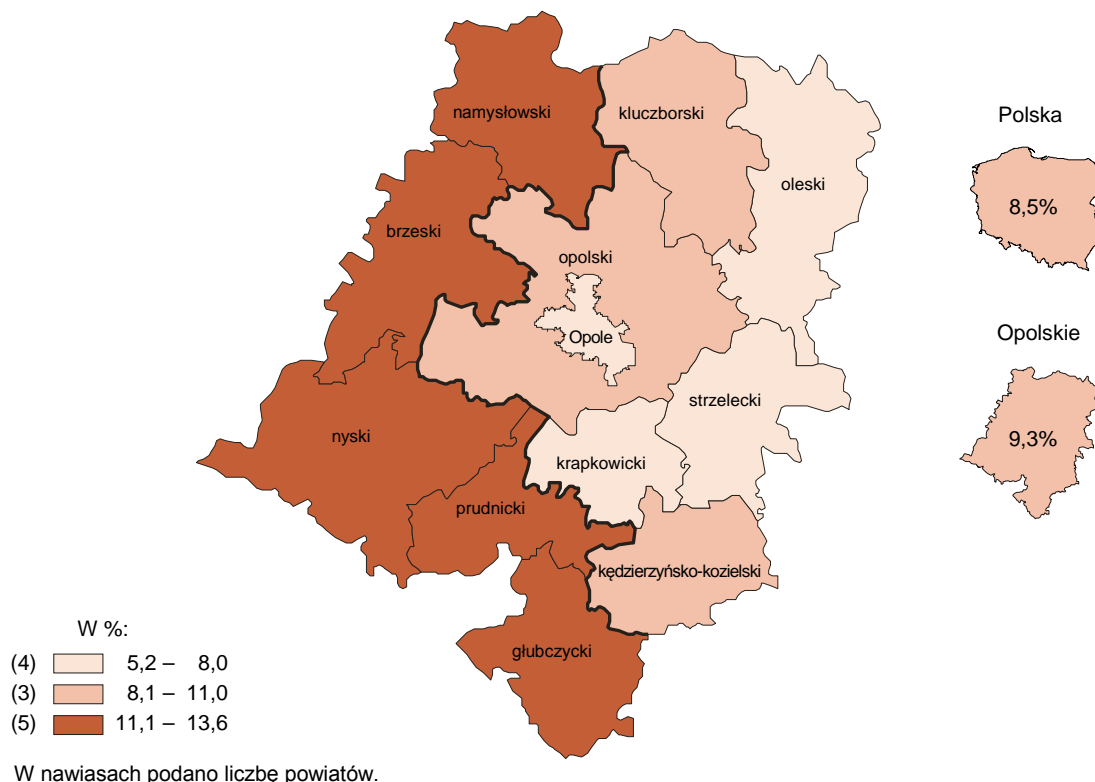 namysłowski
kluczborski
oleski
brzeski
opolski
Opole
strzelecki
nyski
krapkowicki
prudnicki
kędzierzyńsko-kozielski
głubczycki
Polska
8,5%
Opolskie
9,3%
W %:
(4) 5,2 – 8,0
(3) 8,1 – 11,0
(5) 11,1 – 13,6
W nawiasach podano liczbę powiatów.